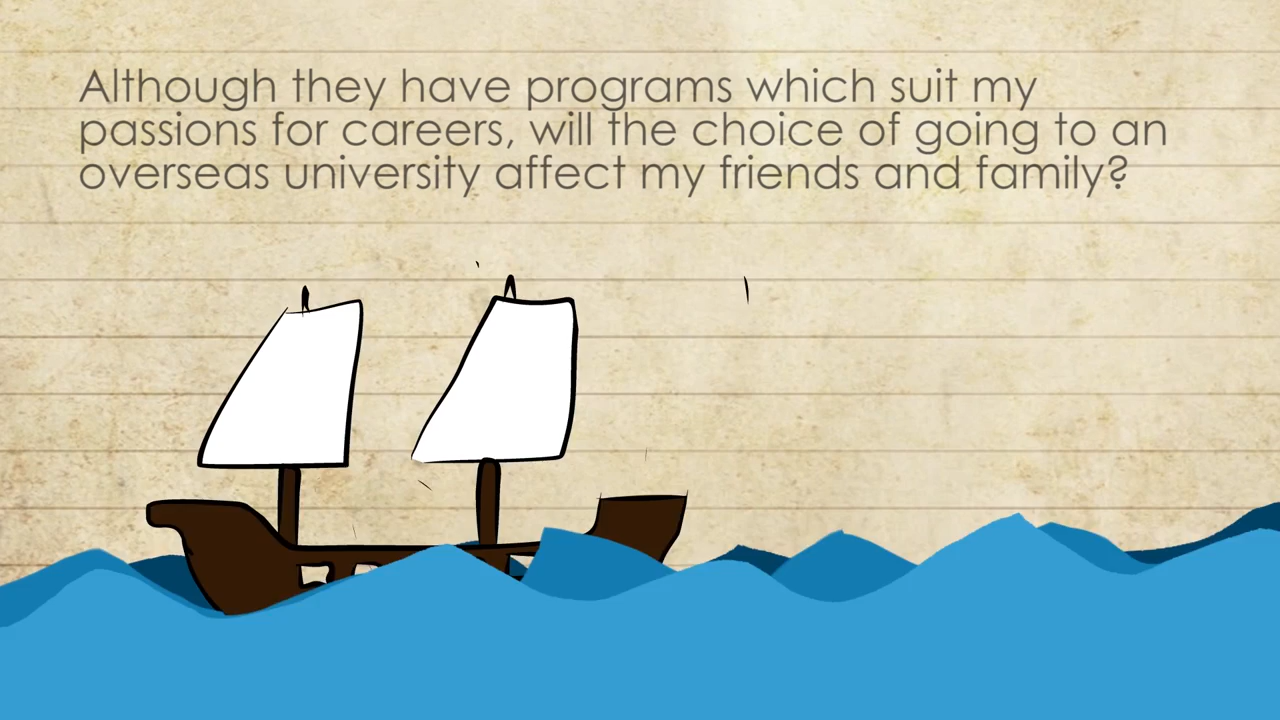 Although they have programs which suit my
passions for careers, will the choice of going to an
overseas university affect my friends and family?